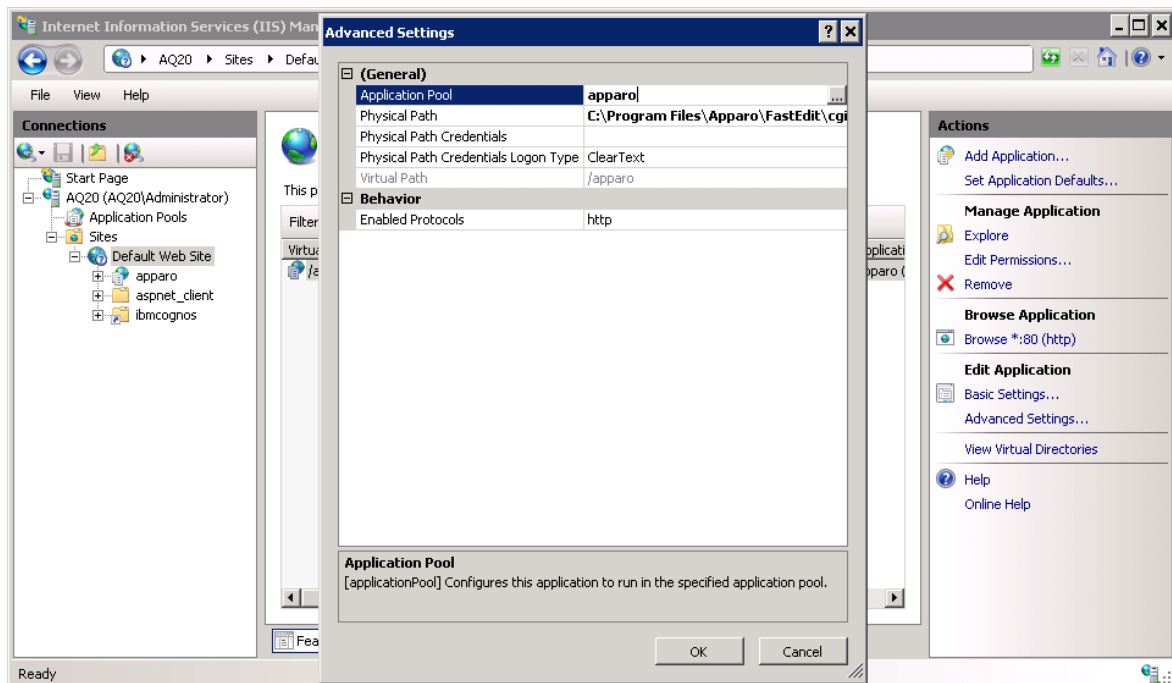 Internet Information Services (IIS) Man
AQ20 Sites Defau
File View Help
Connections
Start Page
AQ20 (AQ20\Administrator)
Application Pools
Sites
Default Web Site
apparo
aspnet_client
ibmcognos
Ready
This p
Filter
Virtua
/a
Fea
Advanced Settings
(General)
Application Pool apparo ...
Physical Path C:\Program Files\Apparo\FastEdit\cgi
Physical Path Credentials
Physical Path Credentials Logon Type ClearText
Virtual Path /apparo
Behavior
Enabled Protocols http
Application Pool
[applicationPool] Configures this application to run in the specified application pool.
OK Cancel
pplicati
pparo (
Actions
Add Application...
Set Application Defaults...
Manage Application
Explore
Edit Permissions...
Remove
Browse Application
Browse *:80 (http)
Edit Application
Basic Settings...
Advanced Settings...
View Virtual Directories
Help
Online Help